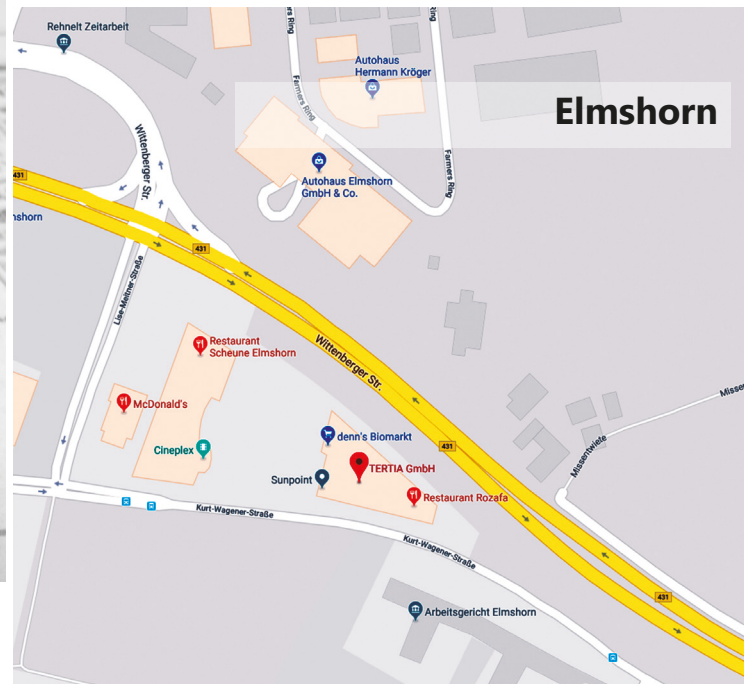 Rehnelt Zeitarbeit
Autohaus
Hermann Kröger
Elmshorn
Farmers Ring
Farmers Ring
Wittenberger Str.
Autohaus Elmshorn
GmbH & Co.
431
431
Lise-Meitner-Straße
Restaurant
Scheune Elmshorn
Wittenberger Str.
McDonald's
Cineplex
denn's Biomarkt
431
TERTIA GmbH
Sunpoint
Restaurant Rozafa
Missentwiete
Kurt-Wagener-Straße
Kurt-Wagener-Straße
431
Arbeitsgericht Elmshorn